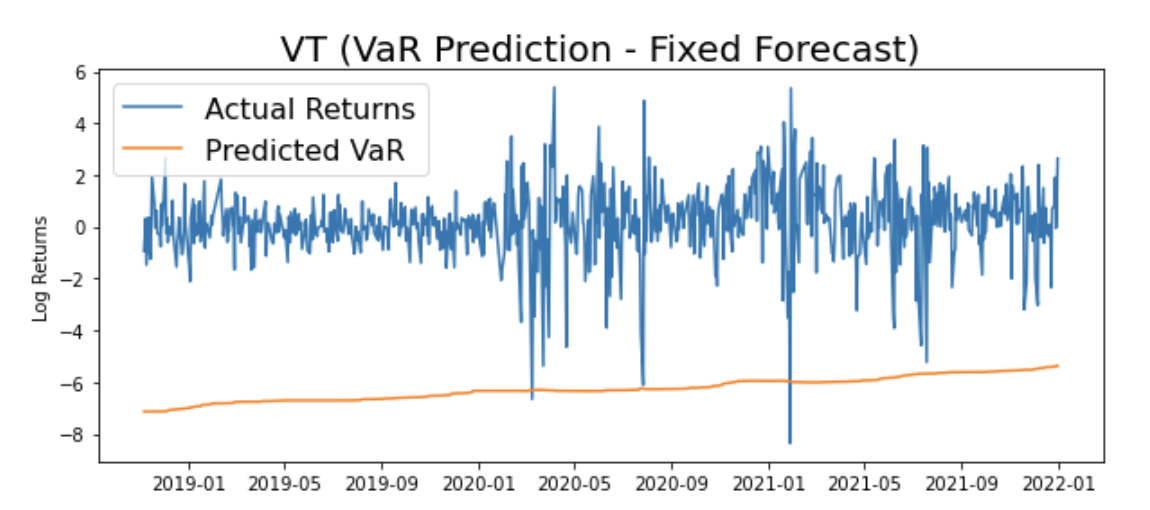 VT (VaR Prediction - Fixed Forecast)
Actual Returns
Predicted VaR
Log Returns
6
4
2
0
−2
−4
−6
−8
2019-01 2019-05 2019-09 2020-01 2020-05 2020-09 2021-01 2021-05 2021-09 2022-01